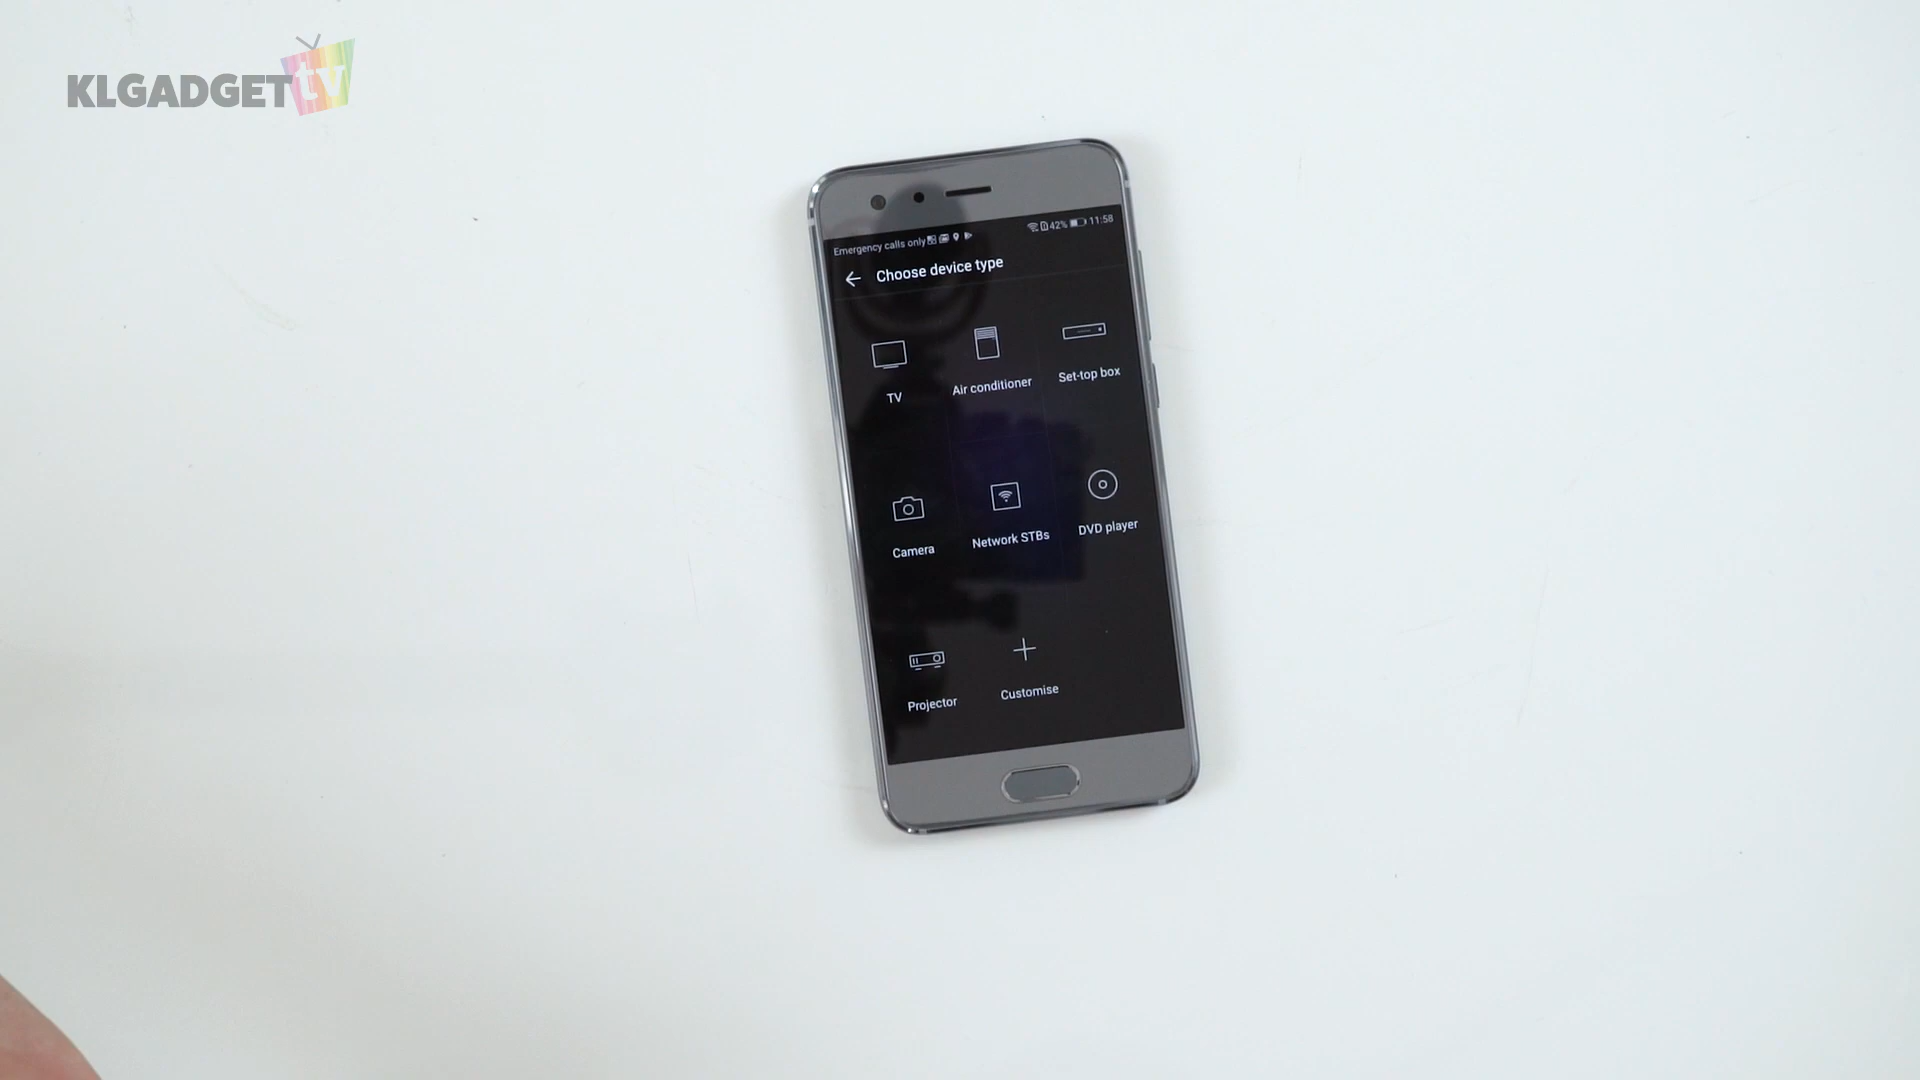 KLGADGET tv
Emergency calls only 42% 11:58
Choose device type
TV Air conditioner Set-top box
Camera Network STBs DVD player
Projector Customise